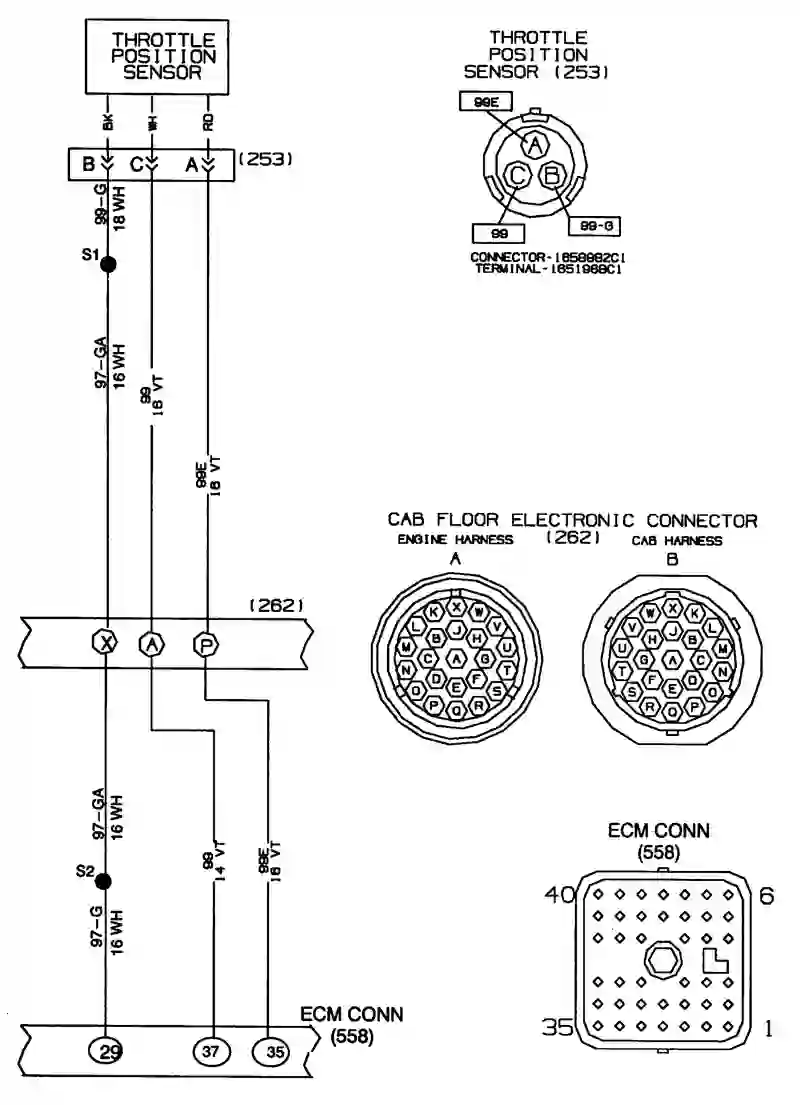 THROTTLE
POSITION
SENSOR
BK
WH
RD
B
C
A
(253)
99-G
18 WH
S1
97-GA
16 WH
99
18 VT
99E
18 VT
(262)
X
A
P
97-GA
16 WH
S2
97-G
16 WH
99
14 VT
99E
16 VT
ECM CONN
(558)
29
37
35
THROTTLE
POSITION
SENSOR (253)
99E
A
C
B
99
99-G
CONNECTOR-1658982C1
TERMINAL-1651968C1
CAB FLOOR ELECTRONIC CONNECTOR
ENGINE HARNESS
(262)
CAB HARNESS
A
B
K X W
L B J H V
M C A G U
N D E F T
O P Q R S
W X K
V H J B L
U G A C M
T F E D N
S R Q P O
ECM CONN
(558)
40
6
35
1